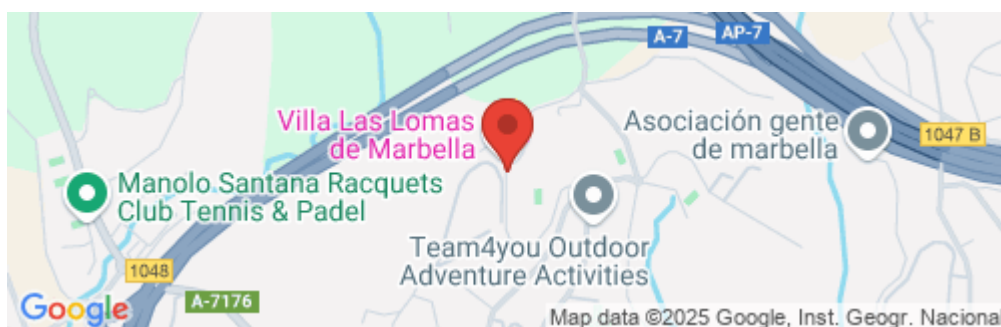 A-7
AP-7
Villa Las Lomas
de Marbella
Asociación gente
de marbella
1047 B
Manolo Santana Racquets
Club Tennis & Padel
Team4you Outdoor
Adventure Activities
1048
A-7176
Google
Map data ©2025 Google, Inst. Geogr. Naciona